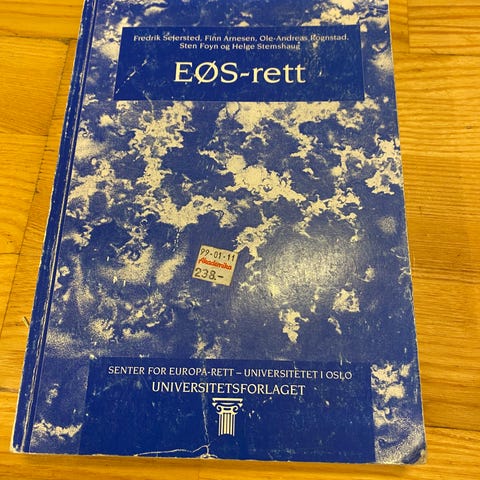 Fredrik Sejersted, Finn Arnesen, Ole-Andreas Rognstad,
Sten Foyn og Helge Stemshaug
EØS-rett
99-01-11
Akademika
238.-
SENTER FOR EUROPA-RETT – UNIVERSITETET I OSLO
UNIVERSITETSFORLAGET